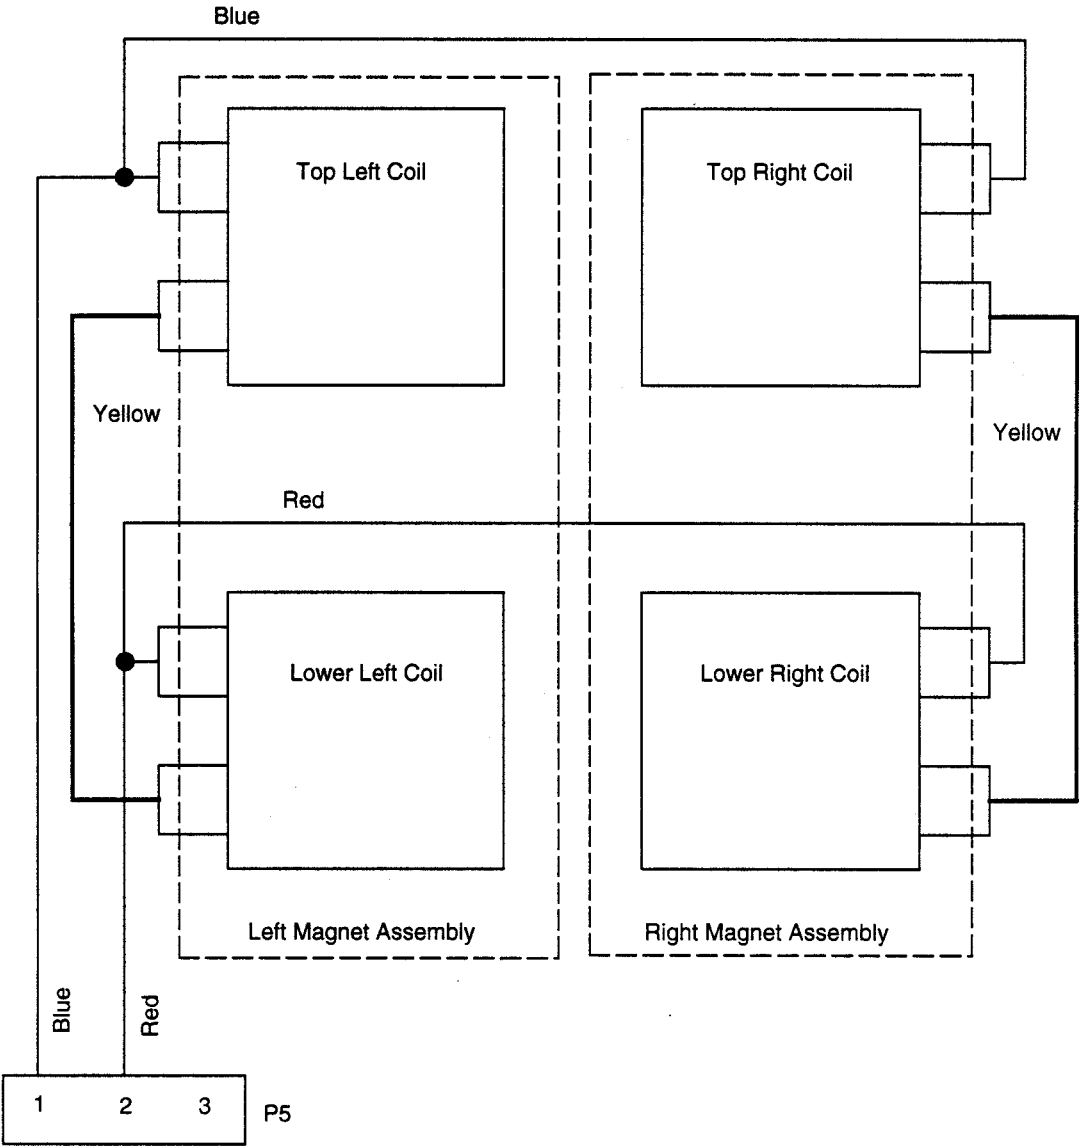 Blue
Top Left Coil
Top Right Coil
Yellow
Yellow
Red
Lower Left Coil
Lower Right Coil
Left Magnet Assembly
Right Magnet Assembly
Blue
Red
1 2 3
P5